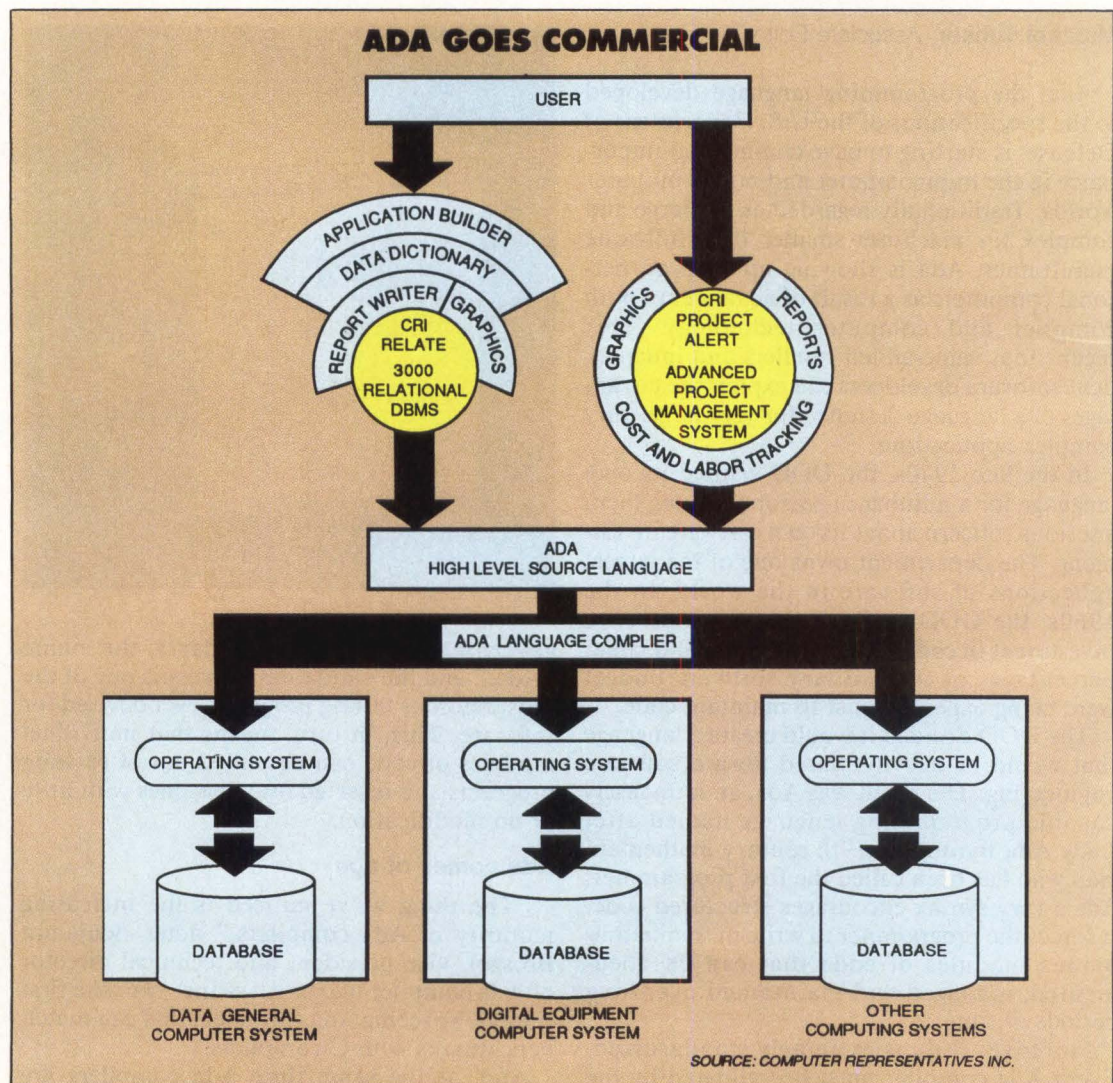 ADA GOES COMMERCIAL
USER
APPLICATION BUILDER
DATA DICTIONARY
REPORT WRITER
GRAPHICS
CRI
RELATE
3000
RELATIONAL
DBMS
GRAPHICS
REPORTS
COST AND LABOR TRACKING
CRI
PROJECT
ALERT
ADVANCED
PROJECT
MANAGEMENT
SYSTEM
ADA
HIGH LEVEL SOURCE LANGUAGE
ADA LANGUAGE COMPLIER
OPERATING SYSTEM
OPERATING SYSTEM
OPERATING SYSTEM
DATABASE
DATABASE
DATABASE
DATA GENERAL
COMPUTER SYSTEM
DIGITAL EQUIPMENT
COMPUTER SYSTEM
OTHER
COMPUTING SYSTEMS
SOURCE: COMPUTER REPRESENTATIVES INC.